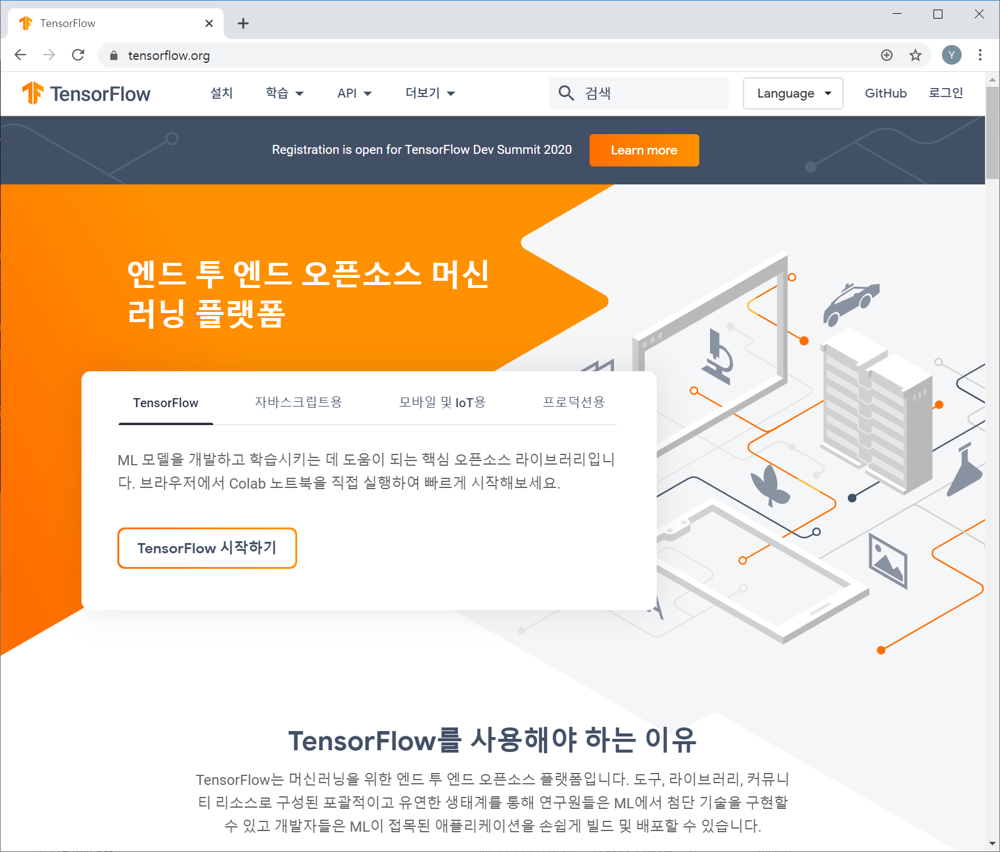 TensorFlow
tensorflow.org
Y
TensorFlow 설치 학습 API 더보기 검색 Language GitHub 로그인
Registration is open for TensorFlow Dev Summit 2020 Learn more
엔드 투 엔드 오픈소스 머신
러닝 플랫폼
TensorFlow 자바스크립트용 모바일 및 IoT용 프로덕션용
ML 모델을 개발하고 학습시키는 데 도움이 되는 핵심 오픈소스 라이브러리입니
다. 브라우저에서 Colab 노트북을 직접 실행하여 빠르게 시작해보세요.
TensorFlow 시작하기
TensorFlow를 사용해야 하는 이유
TensorFlow는 머신러닝을 위한 엔드 투 엔드 오픈소스 플랫폼입니다. 도구, 라이브러리, 커뮤니
티 리소스로 구성된 포괄적이고 유연한 생태계를 통해 연구원들은 ML에서 첨단 기술을 구현할
수 있고 개발자들은 ML이 접목된 애플리케이션을 손쉽게 빌드 및 배포할 수 있습니다.